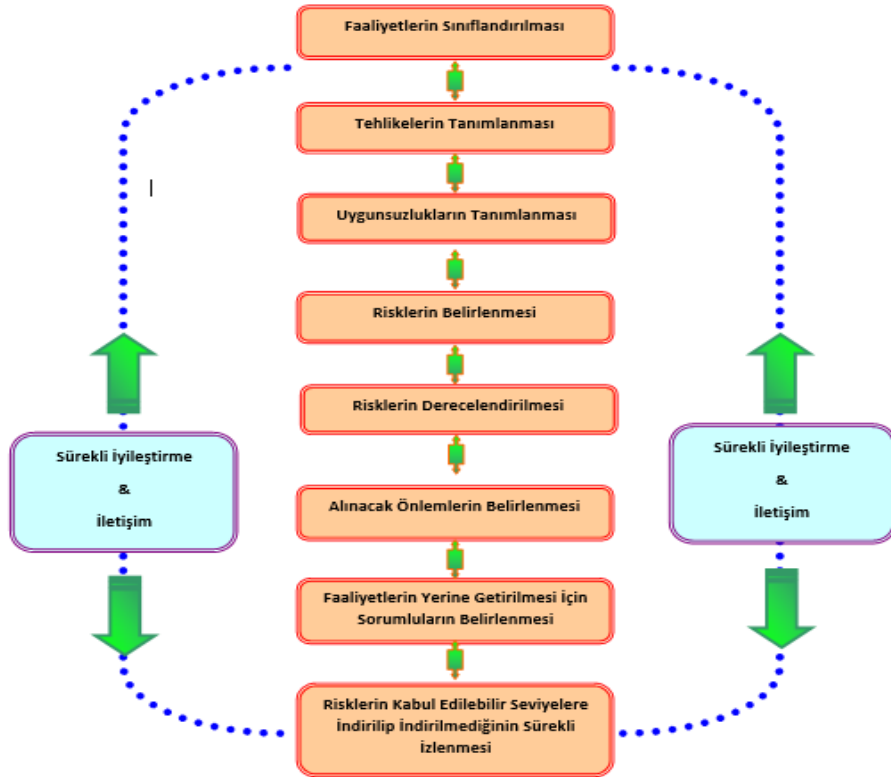 Faaliyetlerin Sınıflandırılması
Tehlikelerin Tanımlanması
Uygunsuzlukların Tanımlanması
Risklerin Belirlenmesi
Risklerin Derecelendirilmesi
Sürekli İyileştirme
&
İletişim
Sürekli İyileştirme
&
İletişim
Alınacak Önlemlerin Belirlenmesi
Faaliyetlerin Yerine Getirilmesi İçin
Sorumluların Belirlenmesi
Risklerin Kabul Edilebilir Seviyelere
İndirilip İndirilmediğinin Sürekli
İzlenmesi